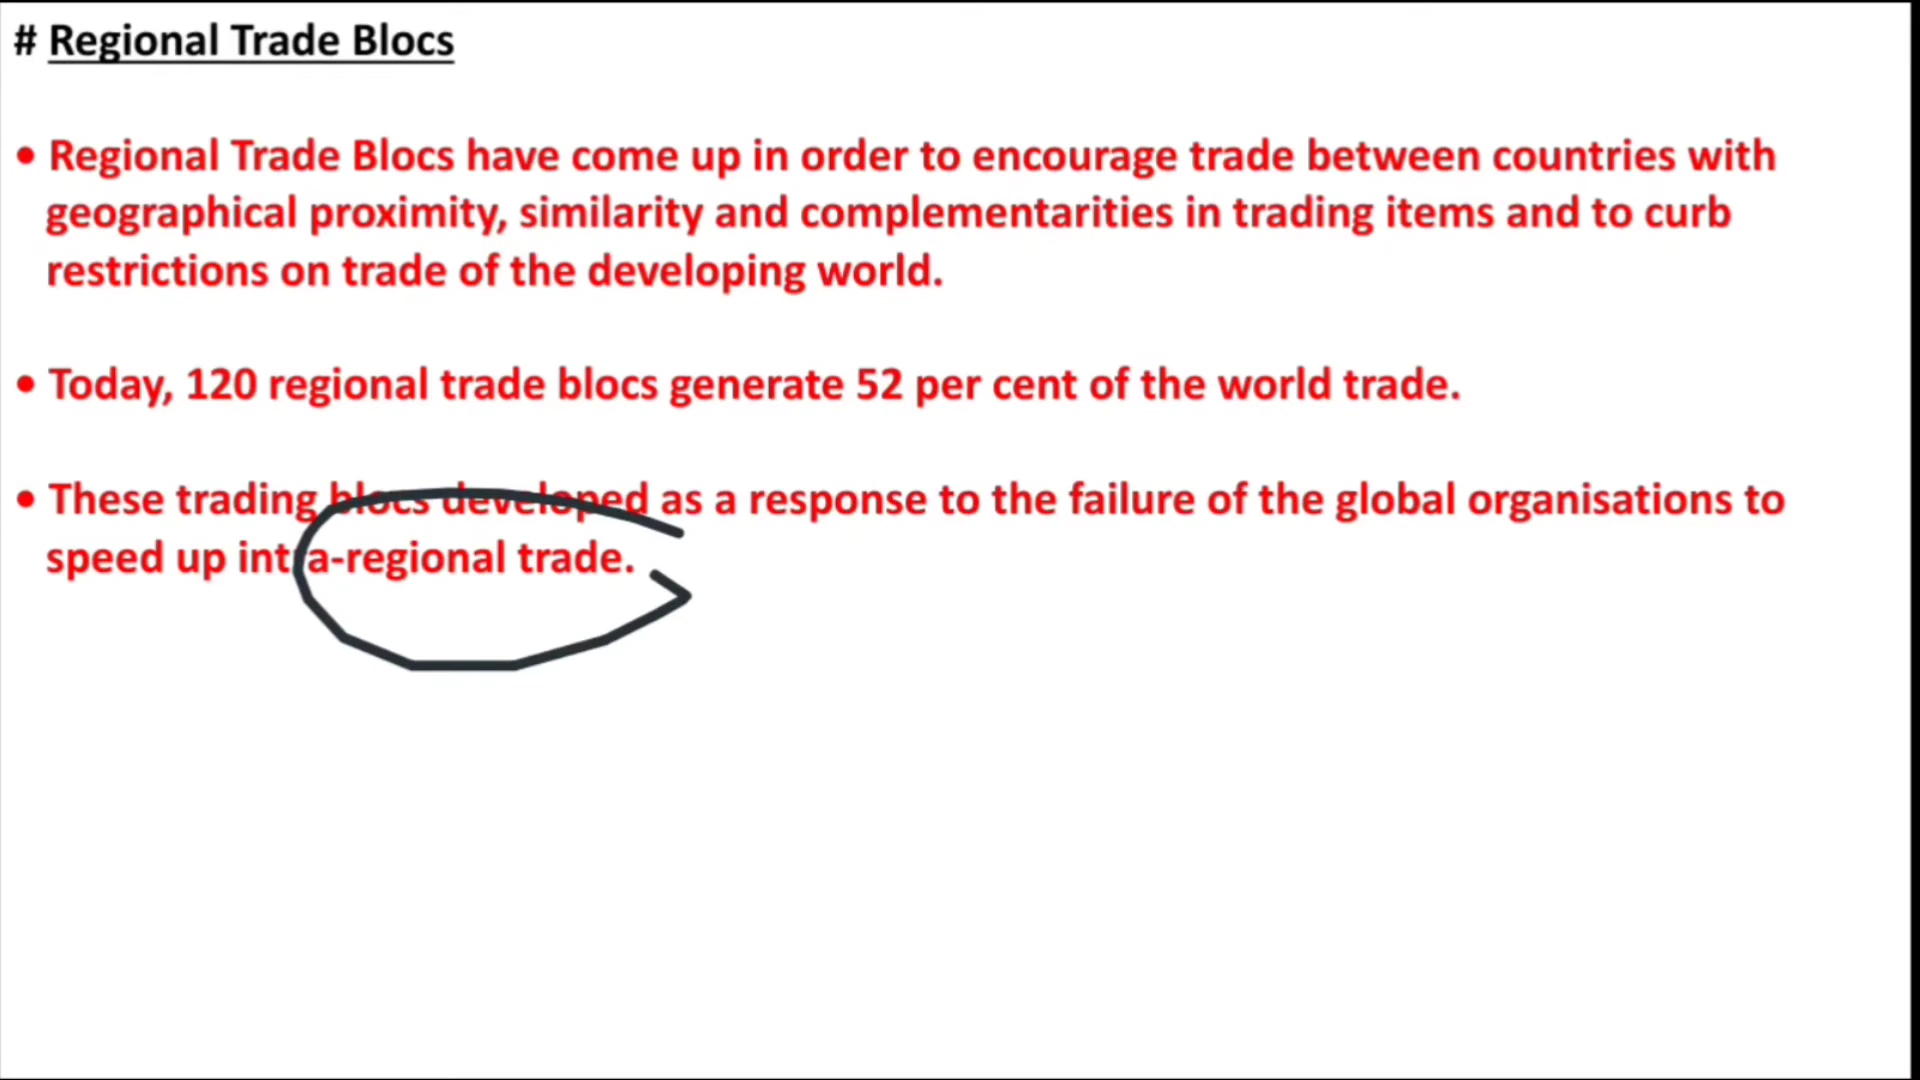 # Regional Trade Blocs
• Regional Trade Blocs have come up in order to encourage trade between countries with
geographical proximity, similarity and complementarities in trading items and to curb
restrictions on trade of the developing world.
• Today, 120 regional trade blocs generate 52 per cent of the world trade.
• These trading blocs developed as a response to the failure of the global organisations to
speed up intra-regional trade.